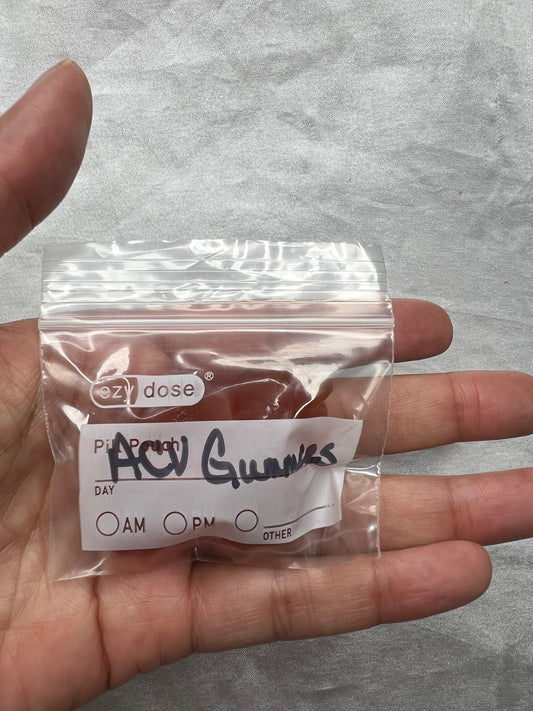 ezy dose®
Pill Pouch
ACV Gummies
DAY
AM PM
OTHER